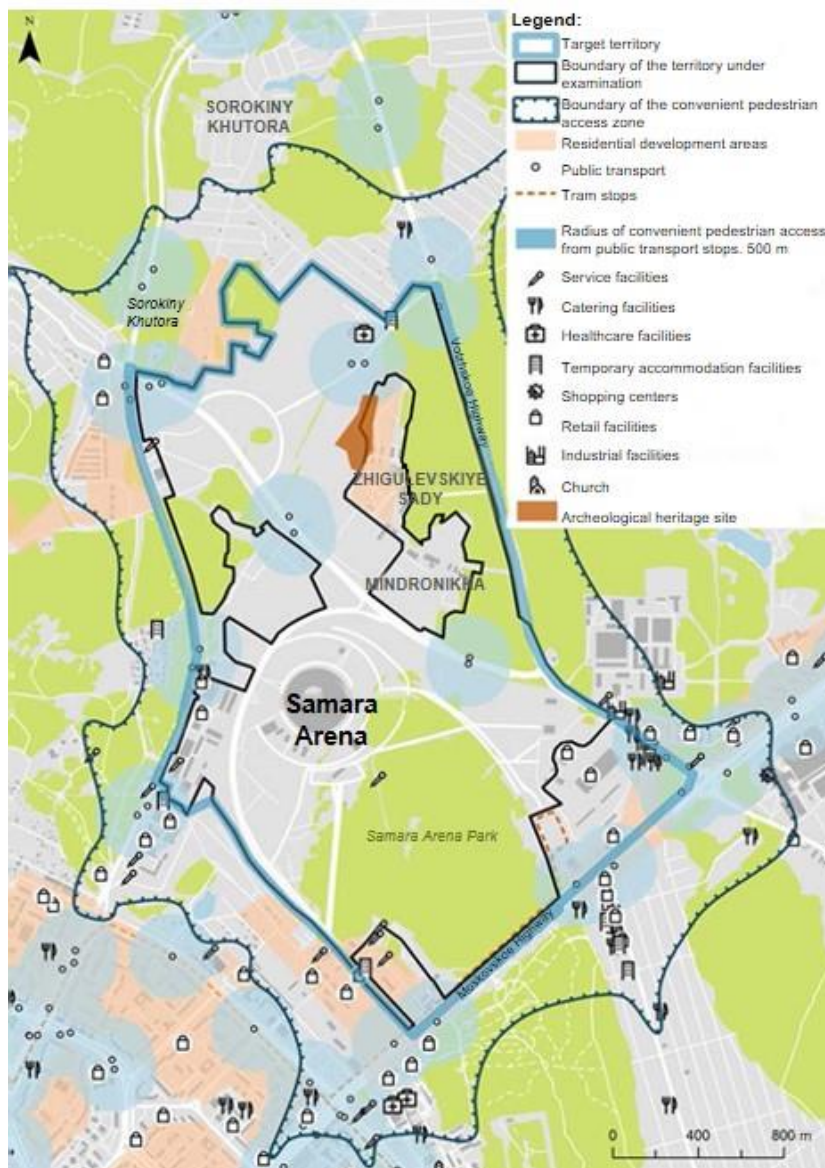 N
SOROKINY
KHUTORA
Sorokiny
Khutora
Volzhskoe Highway
ZHIGULEVSKIYE
SADY
MINDRONIKHA
Samara
Arena
Samara Arena Park
Moskovskoe Highway
Legend:
Target territory
Boundary of the territory under
examination
Boundary of the convenient pedestrian
access zone
Residential development areas
Public transport
Tram stops
Radius of convenient pedestrian access
from public transport stops. 500 m
Service facilities
Catering facilities
Healthcare facilities
Temporary accommodation facilities
Shopping centers
Retail facilities
Industrial facilities
Church
Archeological heritage site
0 400 800 m